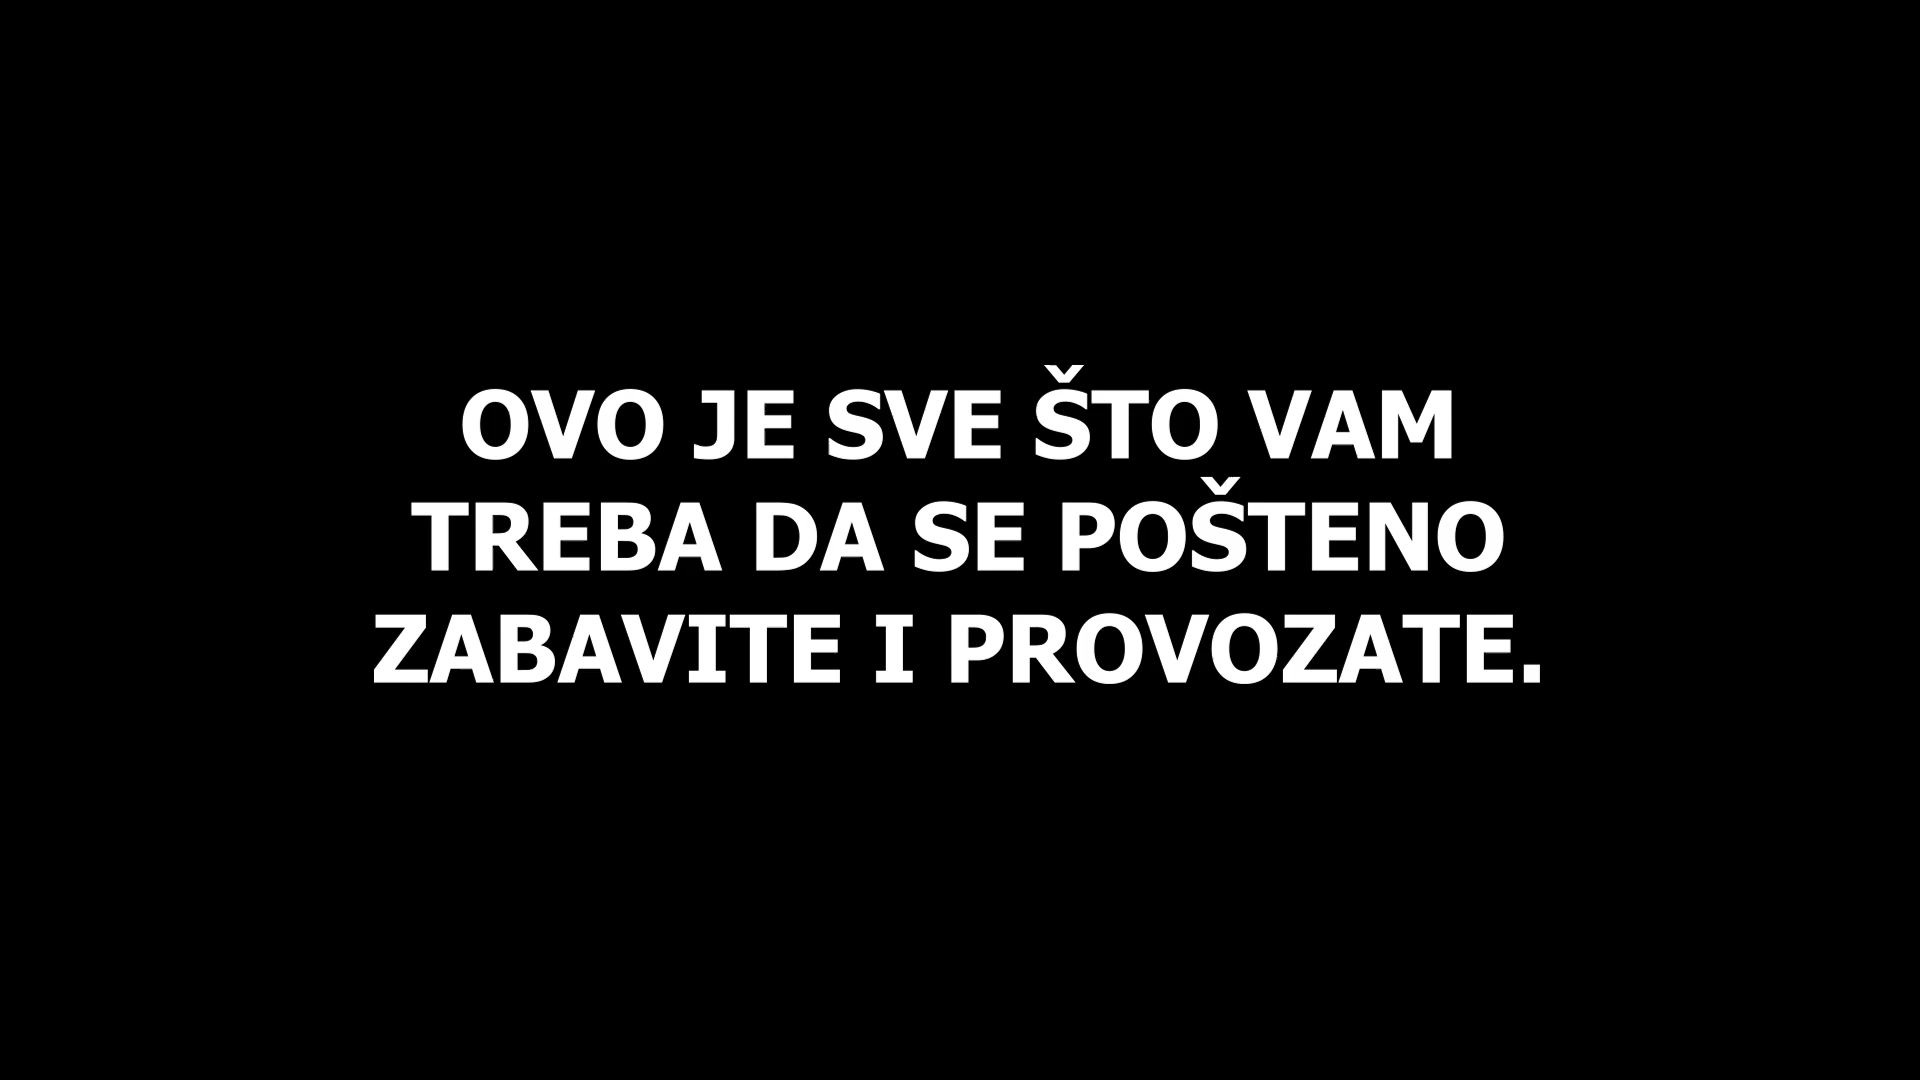 OVO JE SVE ŠTO VAM
TREBA DA SE POŠTENO
ZABAVITE I PROVOZATE.